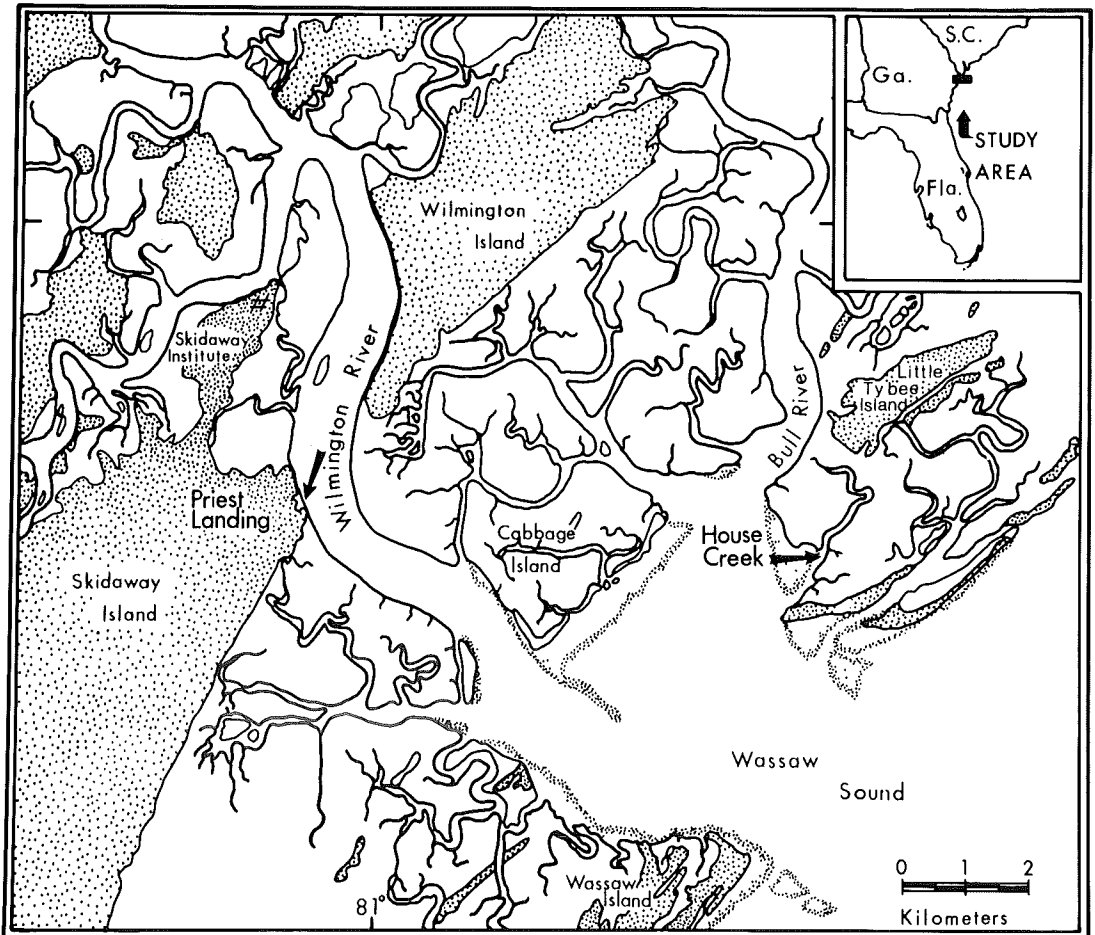 S.C.
Ga.
STUDY
AREA
Fla.
Wilmington
Island
Skidaway
Institute
Wilmington River
Bull River
Little
Tybee
Island
Priest
Landing
Cabbage
Island
House
Creek
Skidaway
Island
Wassaw
Sound
Wassaw
Island
81°
0 1 2
Kilometers